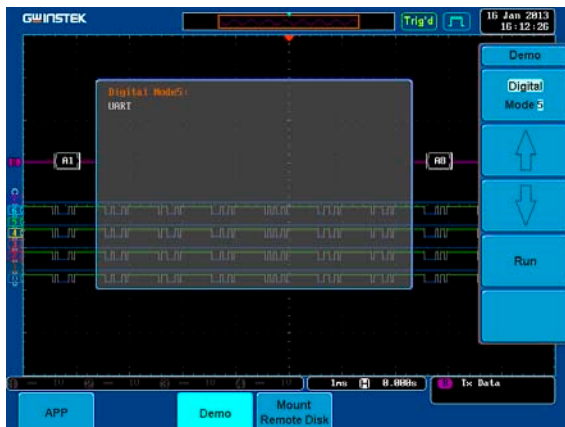 GWINSTEK
Trig'd
16 Jan 2013
16:12:26
Demo
Digital
Mode 5
Digital Mode5:
UART
A1
A8
Run
1ms H 0.000s
B Tx Data
APP
Demo
Mount
Remote Disk